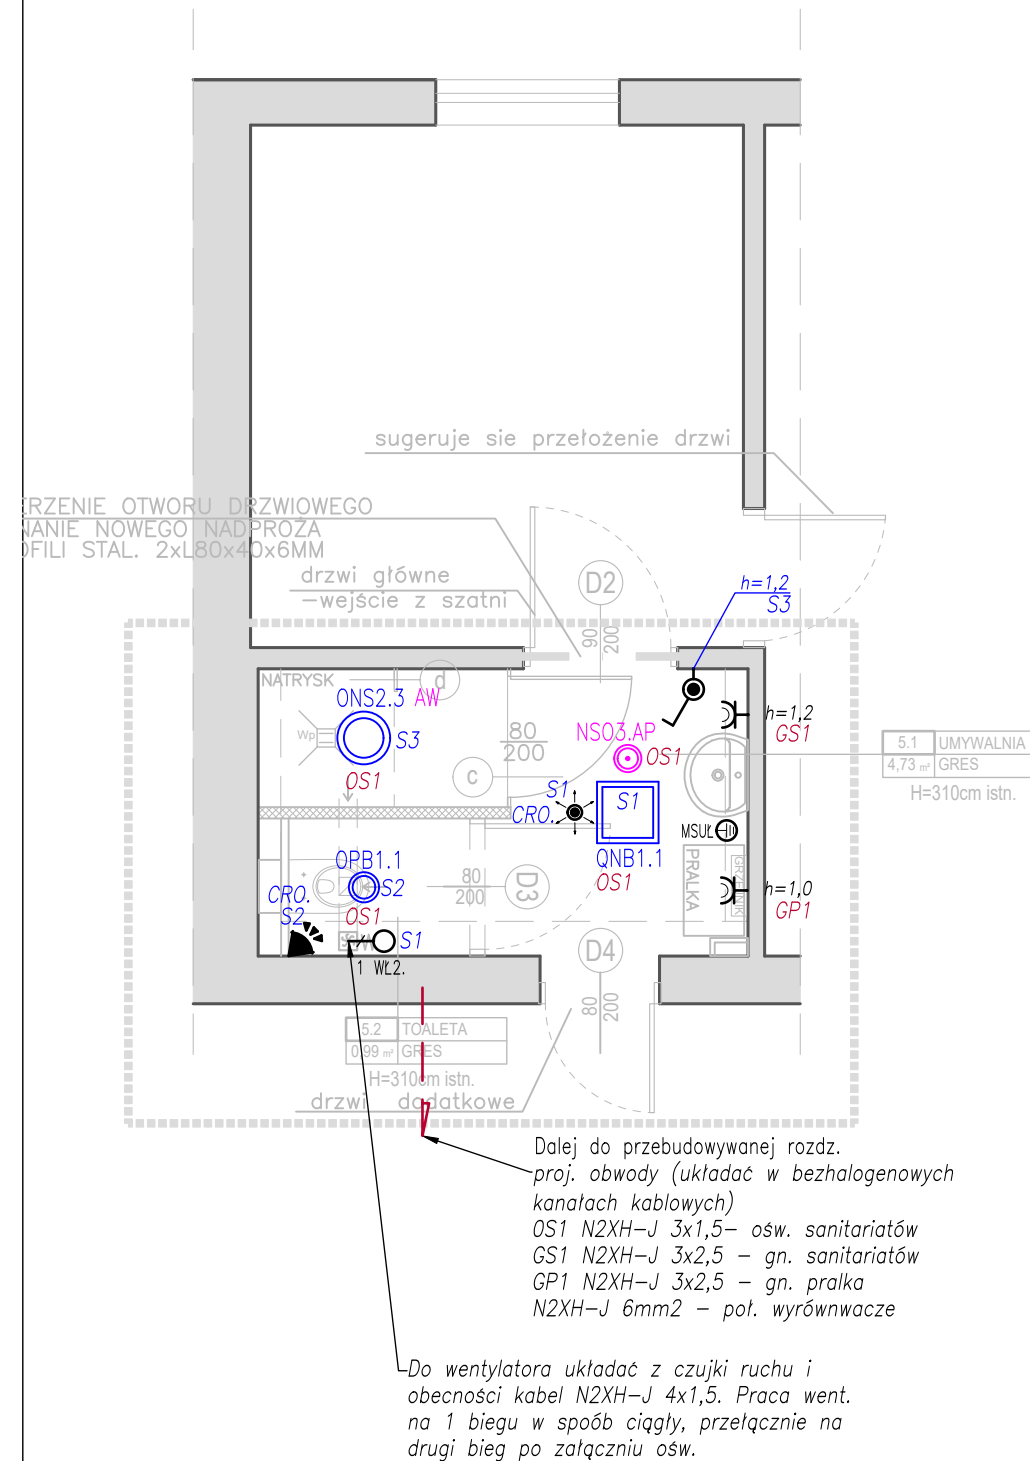 sugeruje sie przełożenie drzwi
ERZENIE OTWORU DRZWIOWEGO
NANIE NOWEGO NADPROŻA
OFILI STAL. 2xL80x40x6MM
drzwi główne
–wejście z szatni
D2
90
200
h=1,2
S3
NATRYSK
d
ONS2.3 AW
Wp
S3
OS1
80
200
c
NSO3.AP
OS1
h=1,2
GS1
5.1 UMYWALNIA
4,73 m² GRES
H=310cm istn.
S1
CRO.
S1
MSUŁ
QNB1.1
OS1
OPB1.1
S2
OS1
CRO.
S2
80
200
D3
PRALKA
GRZEJNIK
h=1,0
GP1
S1
1 WŁ2.
D4
80
200
5.2 TOALETA
0,99 m² GRES
H=310cm istn.
drzwi dodatkowe
Dalej do przebudowywanej rozdz.
proj. obwody (układać w bezhalogenowych
kanałach kablowych)
OS1 N2XH–J 3x1,5– ośw. sanitariatów
GS1 N2XH–J 3x2,5 – gn. sanitariatów
GP1 N2XH–J 3x2,5 – gn. pralka
N2XH–J 6mm2 – poł. wyrównwacze
Do wentylatora układać z czujki ruchu i
obecności kabel N2XH–J 4x1,5. Praca went.
na 1 biegu w spoób ciągły, przełącznie na
drugi bieg po załączniu ośw.